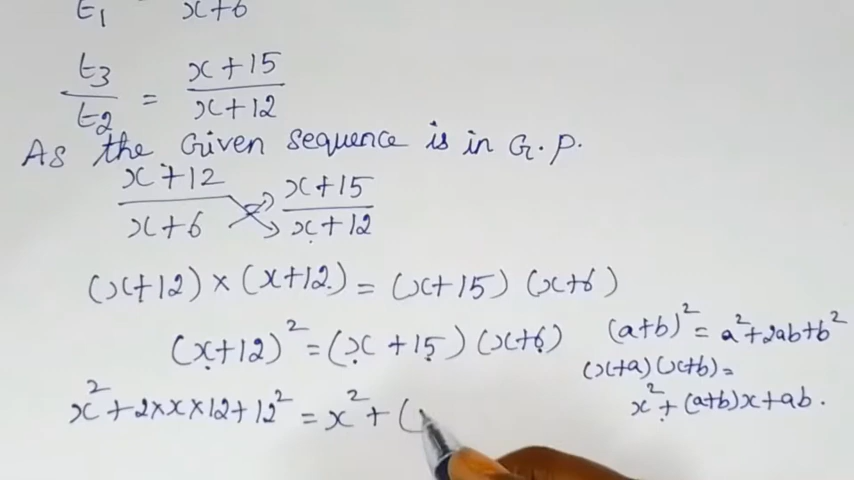 t₁ x+6
t₃/t₂ = x+15/x+12
As the Given sequence is in G.P.
x+12/x+6 x+15/x+12
(x+12) × (x+12) = (x+15) (x+6)
(x+12)² = (x+15) (x+6)
(a+b)² = a²+2ab+b²
(x+a)(x+b) =
x²+(a+b)x+ab.
x²+2×x×12+12² = x²+(